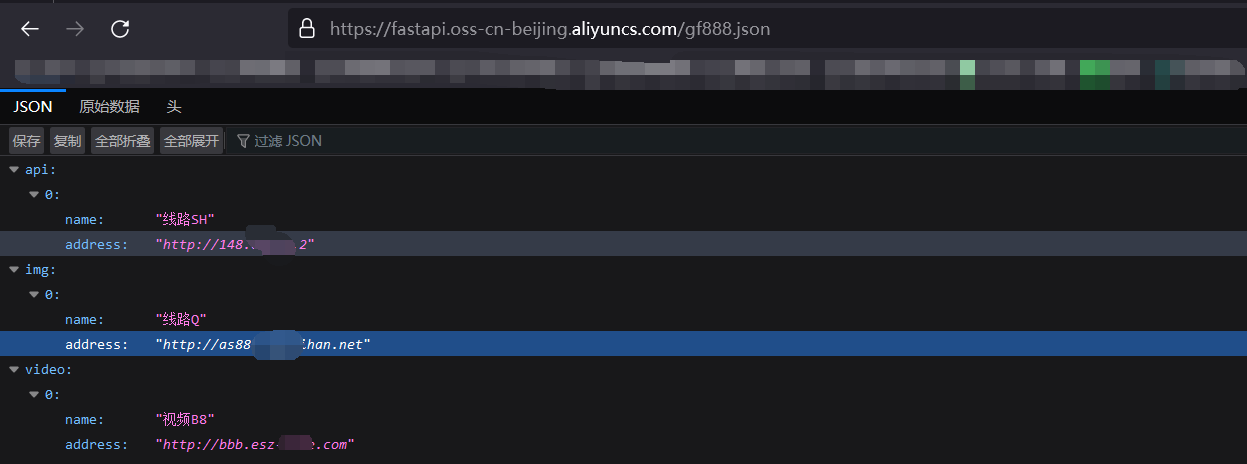 https://fastapi.oss-cn-beijing.aliyuncs.com/gf888.json
JSON 原始数据 头
保存 复制 全部折叠 全部展开 过滤 JSON
api:
0:
name: "线路SH"
address: "http://148. 2"
img:
0:
name: "线路Q"
address: "http://as88 han.net"
video:
0:
name: "视频B8"
address: "http://bbb.esz .com"